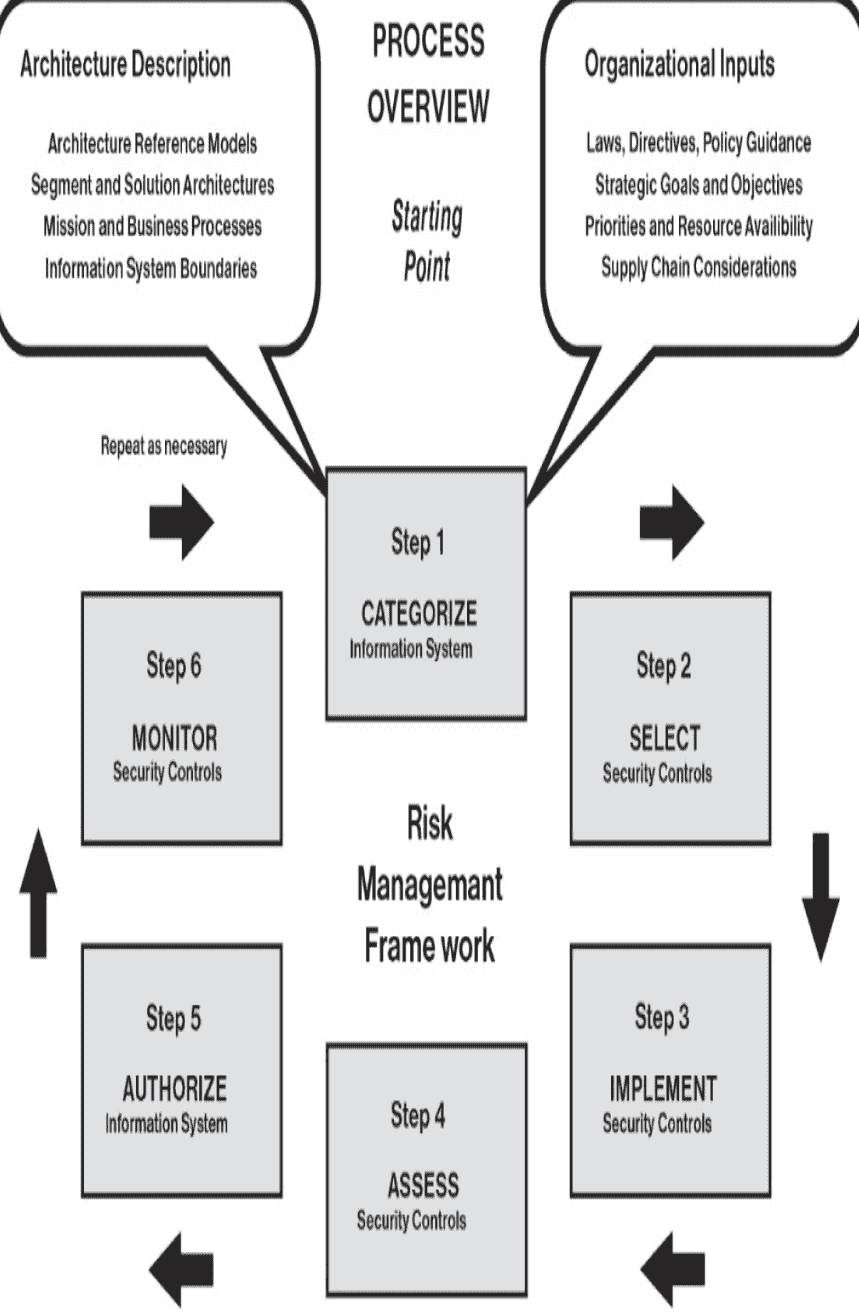 Architecture Description
Architecture Reference Models
Segment and Solution Architectures
Mission and Business Processes
Information System Boundaries
PROCESS
OVERVIEW
Starting
Point
Organizational Inputs
Laws, Directives, Policy Guidance
Strategic Goals and Objectives
Priorities and Resource Availibility
Supply Chain Considerations
Repeat as necessary
Step 1
CATEGORIZE
Information System
Step 2
SELECT
Security Controls
Step 3
IMPLEMENT
Security Controls
Step 4
ASSESS
Security Controls
Step 5
AUTHORIZE
Information System
Step 6
MONITOR
Security Controls
Risk
Managemant
Frame work